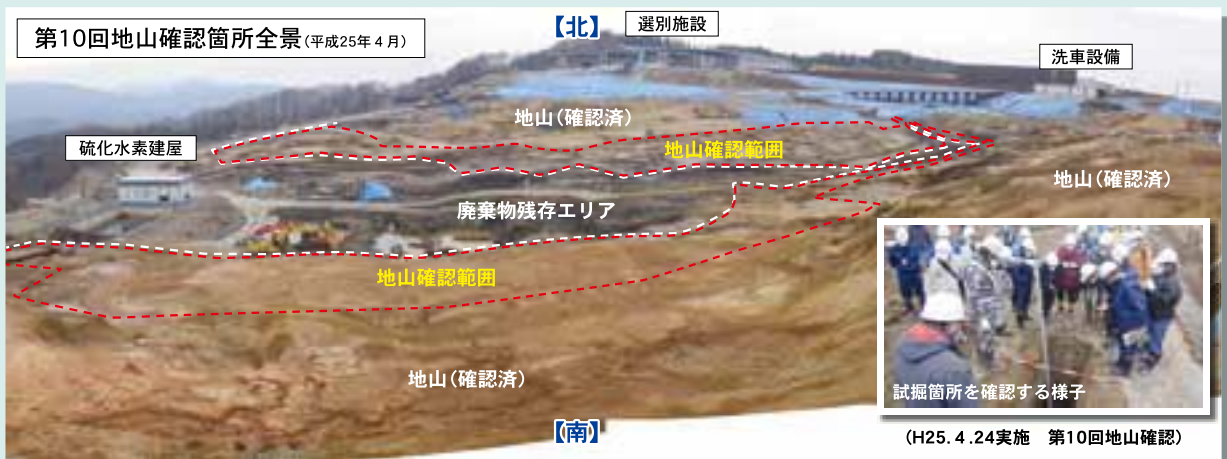 第10回地山確認箇所全景(平成25年4月)
【北】
選別施設
洗車設備
地山(確認済)
硫化水素建屋
地山確認範囲
地山(確認済)
廃棄物残存エリア
地山確認範囲
地山(確認済)
試掘箇所を確認する様子
【南】
(H25.4.24実施 第10回地山確認)